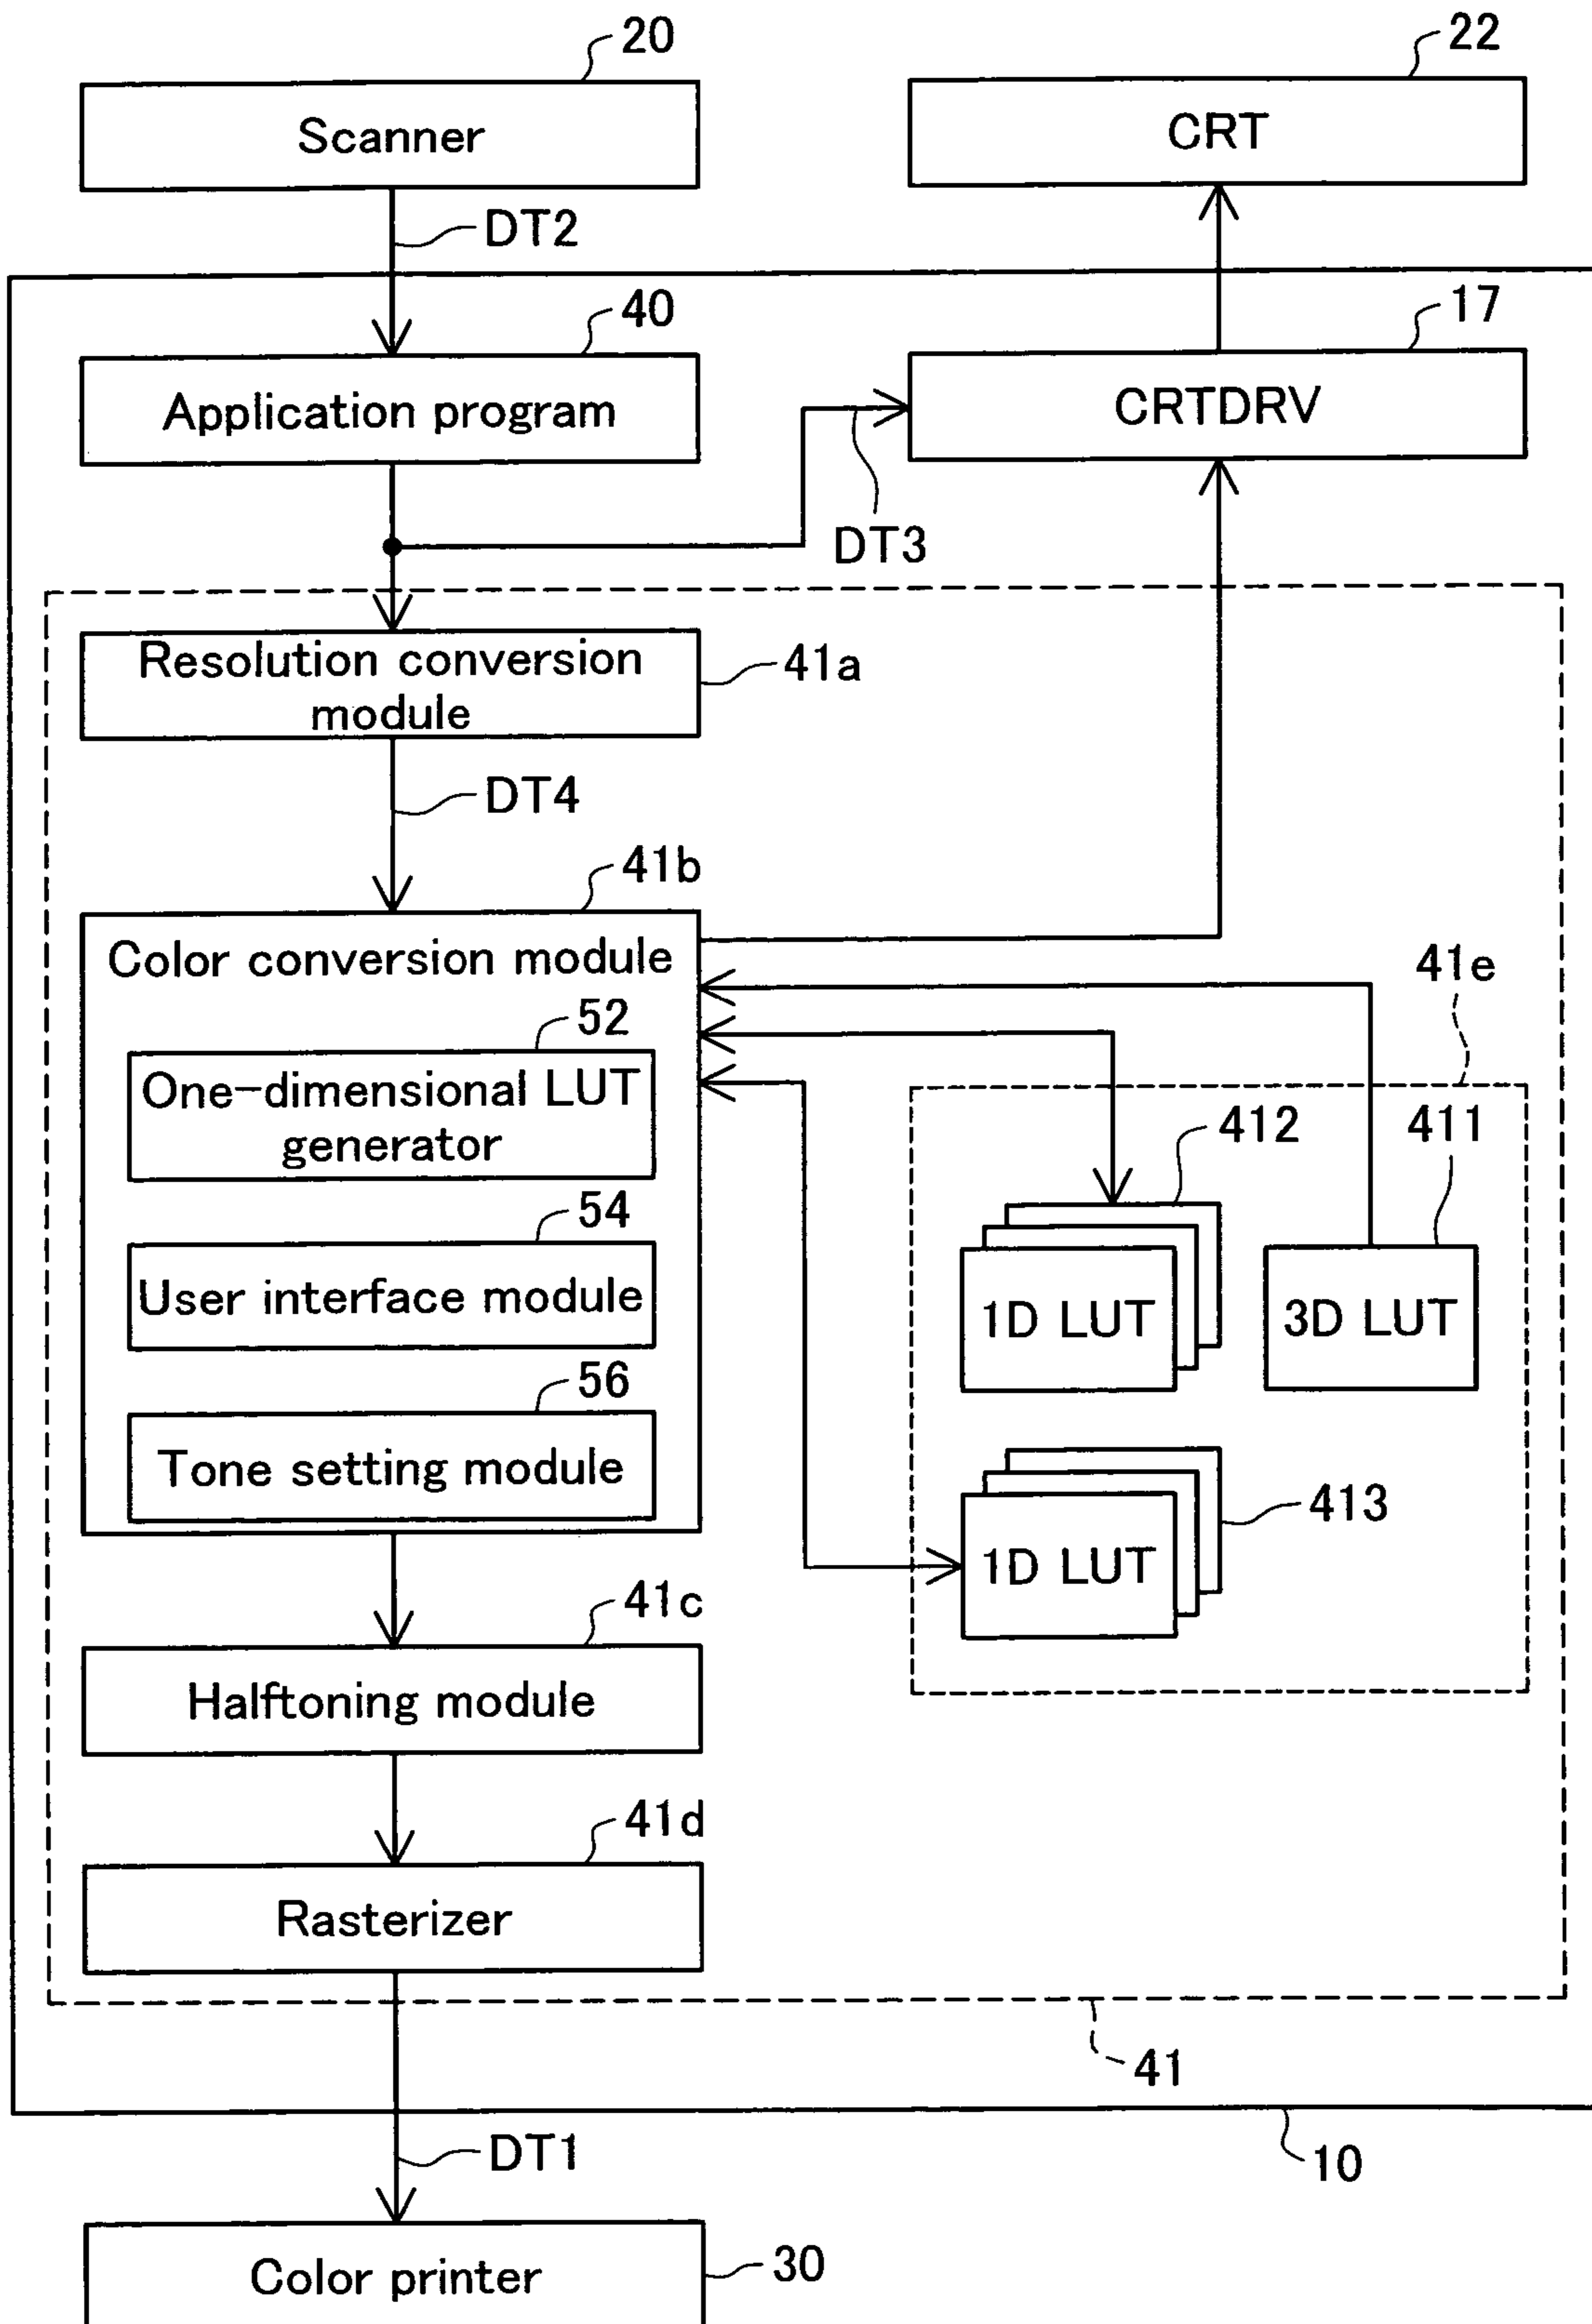 20
22
Scanner
CRT
DT2
40
17
Application program
CRTDRV
DT3
Resolution conversion
module
41a
DT4
41b
Color conversion module
41e
52
One-dimensional LUT
generator
412
411
54
User interface module
1D LUT
3D LUT
56
Tone setting module
413
1D LUT
41c
Halftoning module
41d
Rasterizer
41
DT1
10
Color printer
30